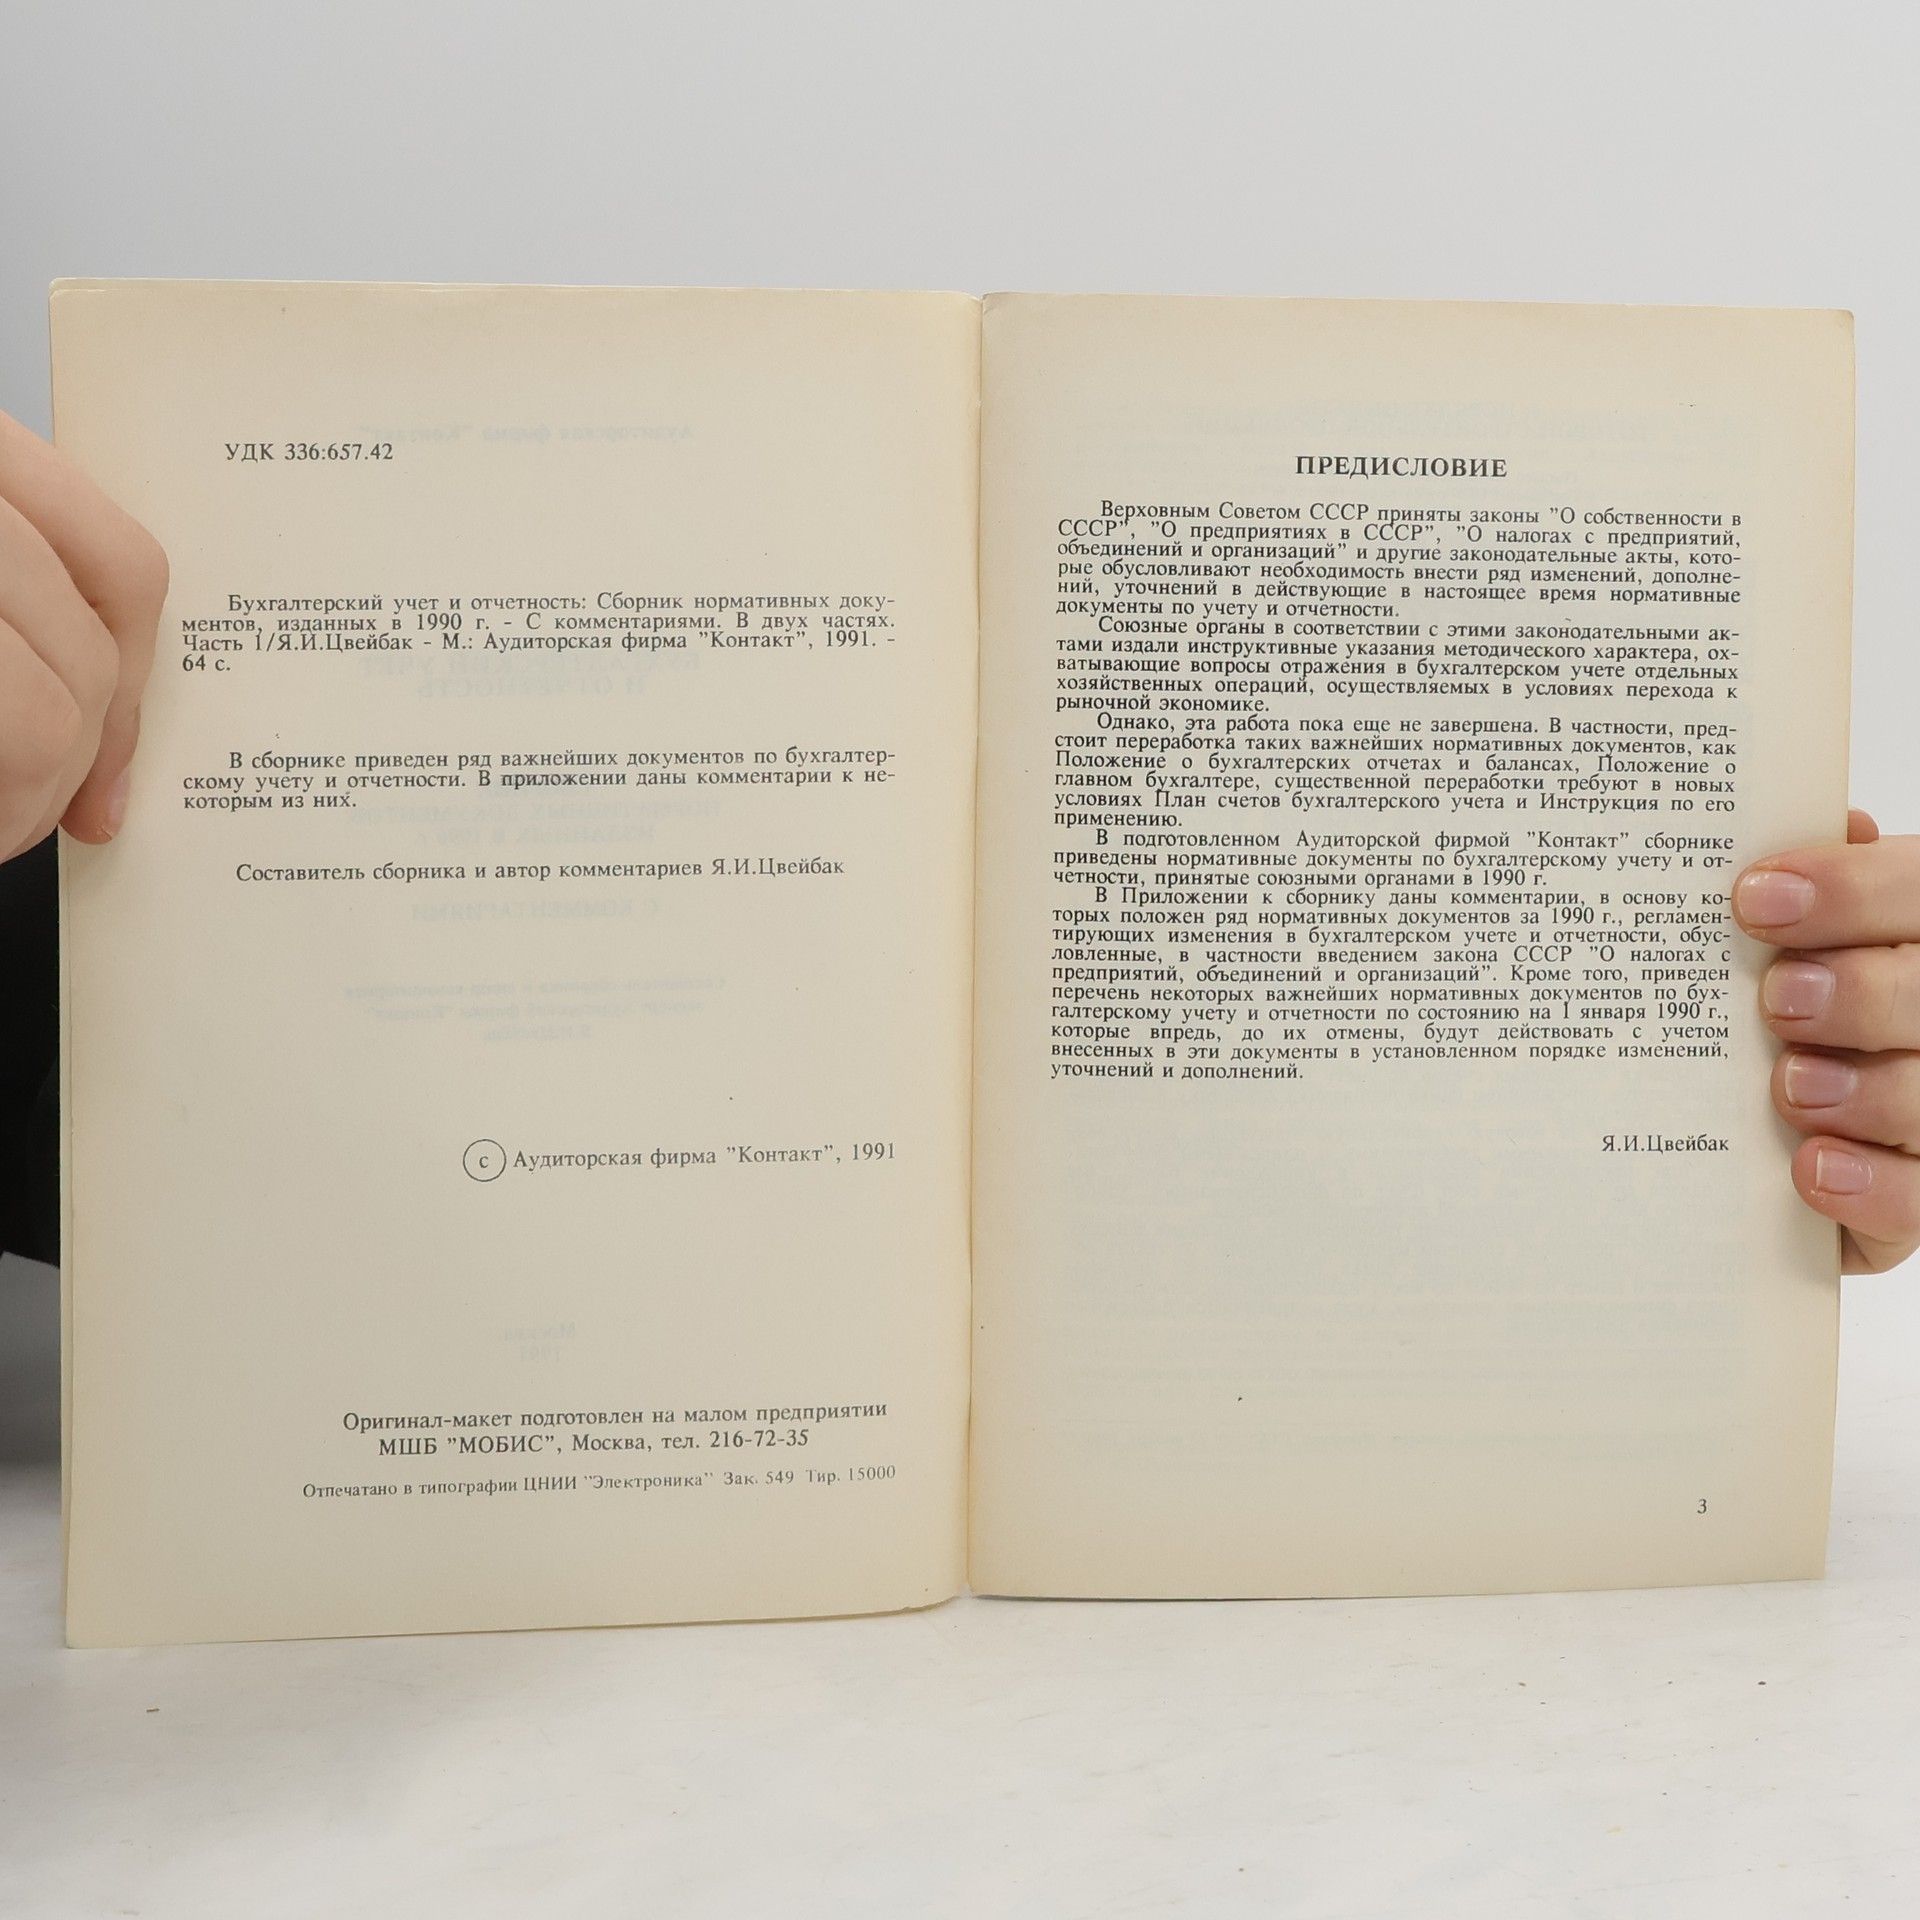 УДК 336:657.42
Бухгалтерский учет и отчетность: Сборник нормативных доку-
ментов, изданных в 1990 г. - С комментариями. В двух частях.
Часть 1/Я.И.Цвейбак - М.: Аудиторская фирма "Контакт", 1991. -
64 с.
В сборнике приведен ряд важнейших документов по бухгалтер-
скому учету и отчетности. В приложении даны комментарии к не-
которым из них.
Составитель сборника и автор комментариев Я.И.Цвейбак
с Аудиторская фирма "Контакт", 1991
Оригинал-макет подготовлен на малом предприятии
МШБ "МОБИС", Москва, тел. 216-72-35
Отпечатано в типографии ЦНИИ "Электроника" Зак. 549 Тир. 15000
ПРЕДИСЛОВИЕ
Верховным Советом СССР приняты законы "О собственности в
СССР", "О предприятиях в СССР", "О налогах с предприятий,
объединений и организаций" и другие законодательные акты, кото-
рые обусловливают необходимость внести ряд изменений, дополне-
ний, уточнений в действующие в настоящее время нормативные
документы по учету и отчетности.
Союзные органы в соответствии с этими законодательными ак-
тами издали инструктивные указания методического характера, ох-
ватывающие вопросы отражения в бухгалтерском учете отдельных
хозяйственных операций, осуществляемых в условиях перехода к
рыночной экономике.
Однако, эта работа пока еще не завершена. В частности, пред-
стоит переработка таких важнейших нормативных документов, как
Положение о бухгалтерских отчетах и балансах, Положение о
главном бухгалтере, существенной переработки требуют в новых
условиях План счетов бухгалтерского учета и Инструкция по его
применению.
В подготовленном Аудиторской фирмой "Контакт" сборнике
приведены нормативные документы по бухгалтерскому учету и от-
четности, принятые союзными органами в 1990 г.
В Приложении к сборнику даны комментарии, в основу ко-
торых положен ряд нормативных документов за 1990 г., регламен-
тирующих изменения в бухгалтерском учете и отчетности, обус-
ловленные, в частности введением закона СССР "О налогах с
предприятий, объединений и организаций". Кроме того, приведен
перечень некоторых важнейших нормативных документов по бух-
галтерскому учету и отчетности по состоянию на 1 января 1990 г.,
которые впредь, до их отмены, будут действовать с учетом
внесенных в эти документы в установленном порядке изменений,
уточнений и дополнений.
Я.И.Цвейбак
3